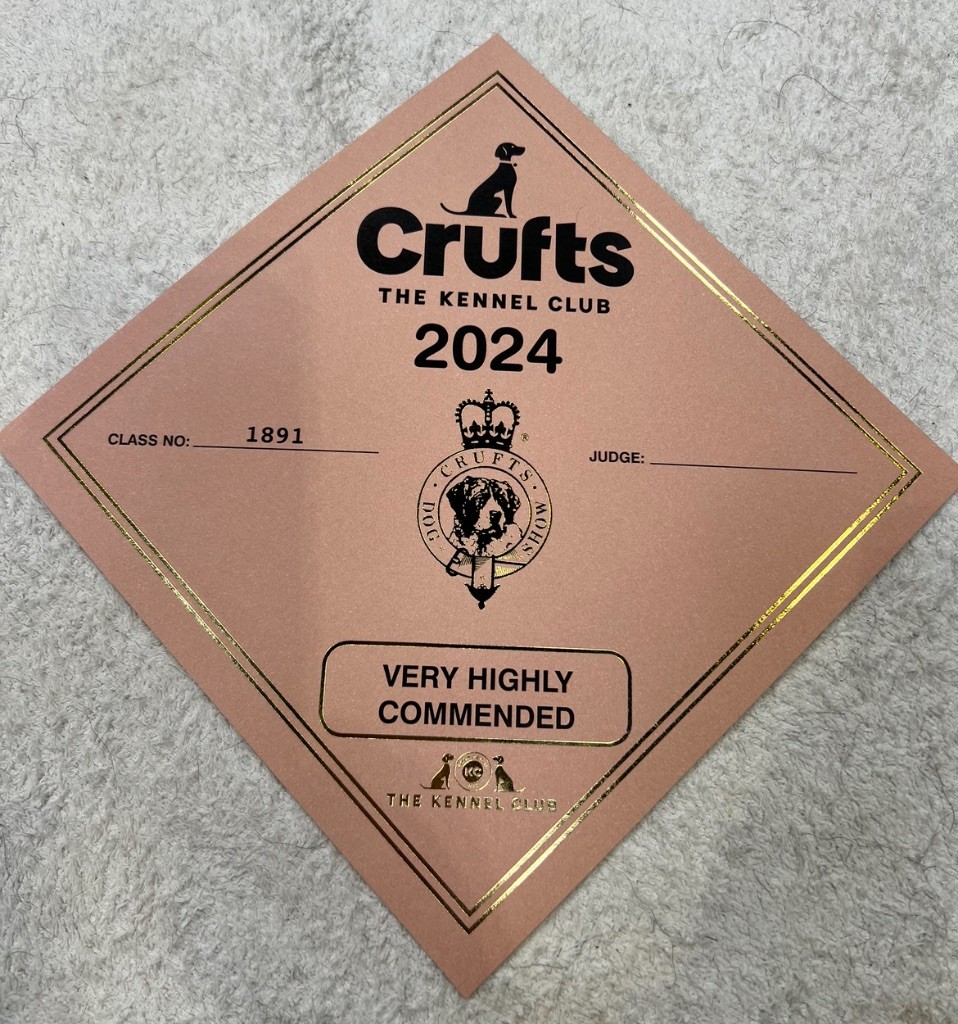 Crufts
THE KENNEL CLUB
2024
CLASS NO: 1891
JUDGE:
®
· CRUFTS ·
DOG SHOW
VERY HIGHLY
COMMENDED
KC
THE KENNEL CLUB